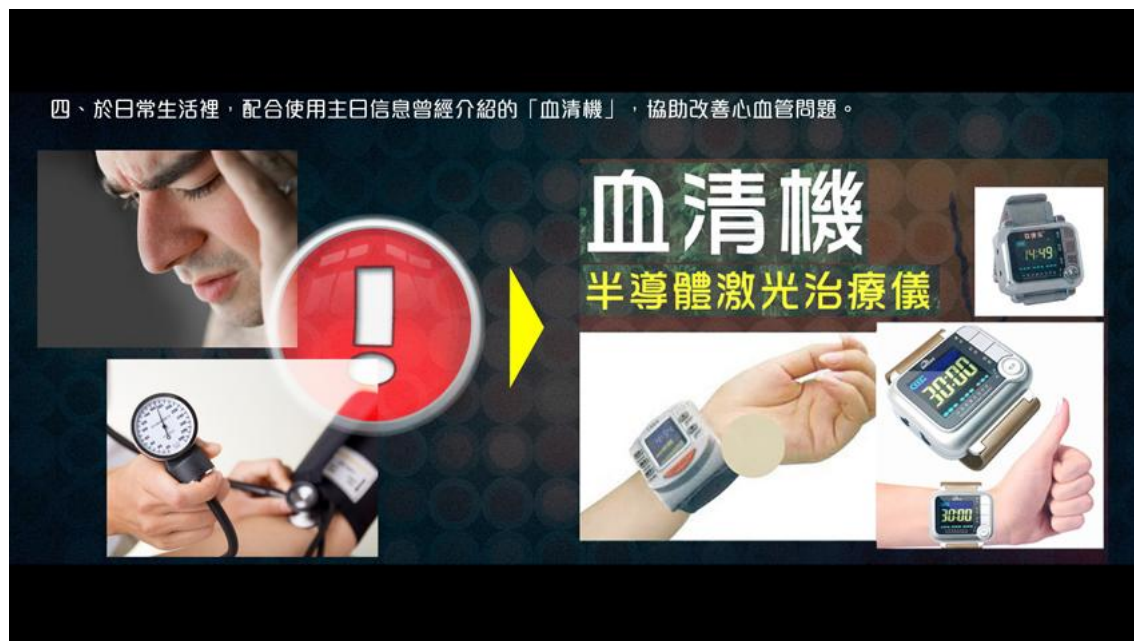 四、於日常生活裡，配合使用主日信息曾經介紹的「血清機」，協助改善心血管問題。
血清機
半導體激光治療儀
14:49
30:00
30:00